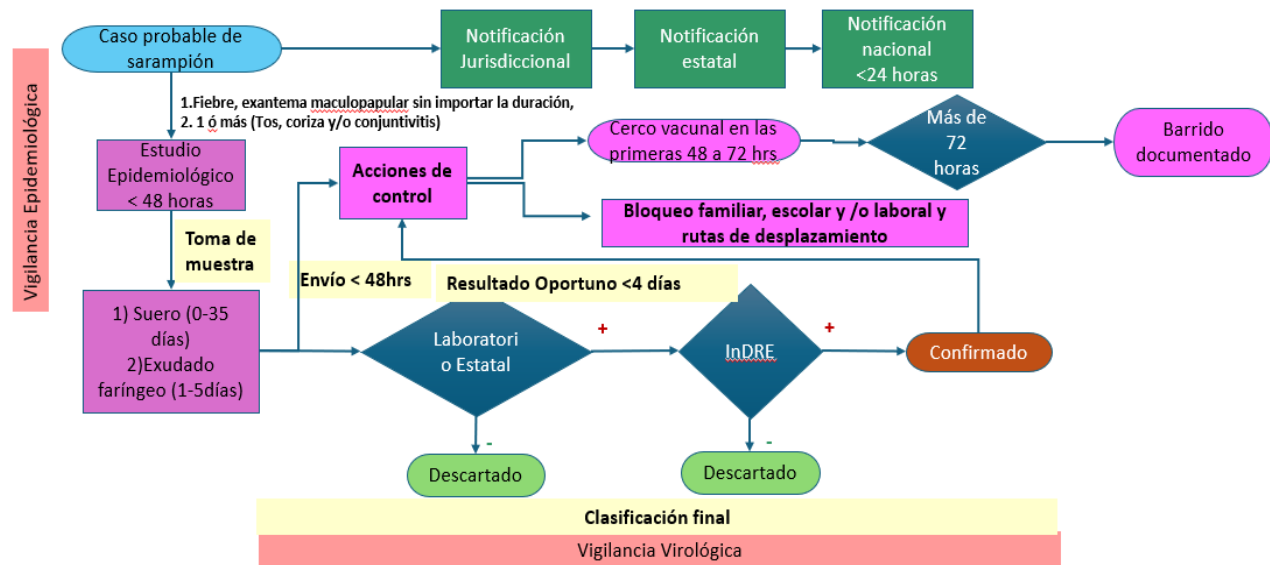 Caso probable de
sarampión
Notificación
Jurisdiccional
Notificación
estatal
Notificación
nacional
<24 horas
Vigilancia Epidemiológica
1.Fiebre, exantema maculopapular sin importar la duración,
2. 1 ó más (Tos, coriza y/o conjuntivitis)
Estudio
Epidemiológico
< 48 horas
Acciones de
control
Cerco vacunal en las
primeras 48 a 72 hrs
Más de
72
horas
Barrido
documentado
Bloqueo familiar, escolar y /o laboral y
rutas de desplazamiento
Toma de
muestra
Envío < 48hrs
Resultado Oportuno <4 días
1) Suero (0-35
días)
2)Exudado
faríngeo (1-5días)
Laboratori
o Estatal
+
InDRE
+
Confirmado
-
Descartado
-
Descartado
Clasificación final
Vigilancia Virológica